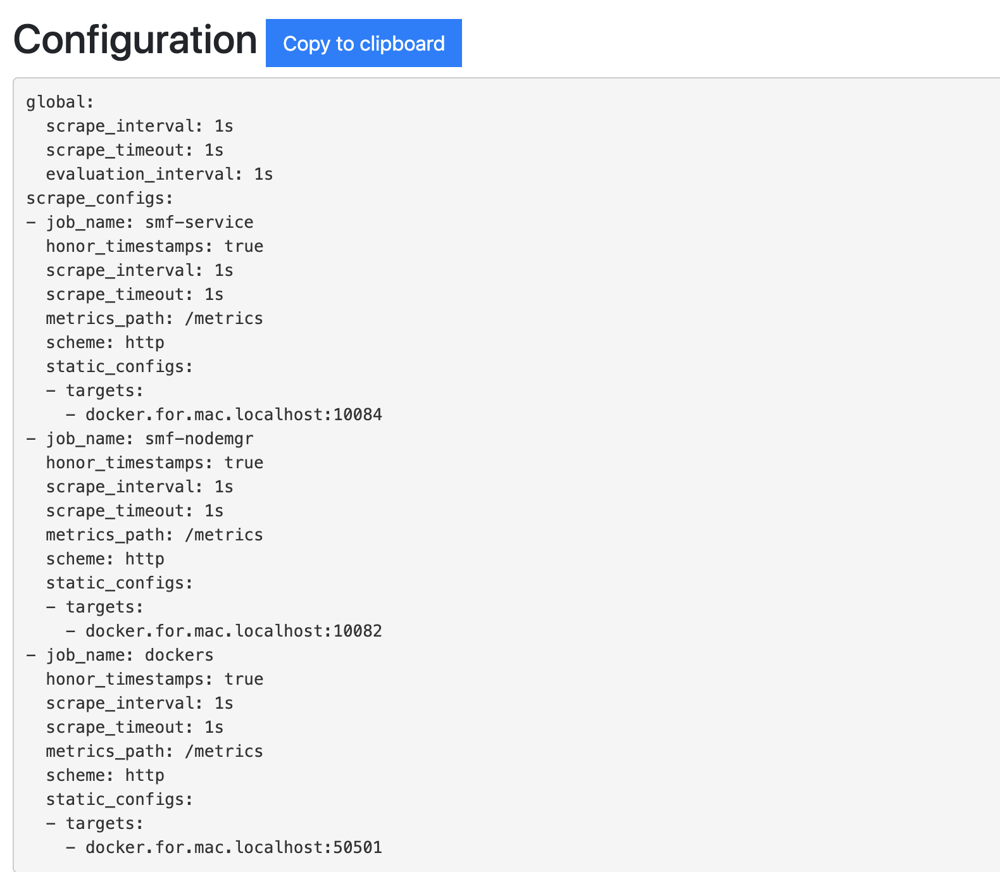 Configuration
Copy to clipboard
global:
  scrape_interval: 1s
  scrape_timeout: 1s
  evaluation_interval: 1s
scrape_configs:
- job_name: smf-service
  honor_timestamps: true
  scrape_interval: 1s
  scrape_timeout: 1s
  metrics_path: /metrics
  scheme: http
  static_configs:
  - targets:
    - docker.for.mac.localhost:10084
- job_name: smf-nodemgr
  honor_timestamps: true
  scrape_interval: 1s
  scrape_timeout: 1s
  metrics_path: /metrics
  scheme: http
  static_configs:
  - targets:
    - docker.for.mac.localhost:10082
- job_name: dockers
  honor_timestamps: true
  scrape_interval: 1s
  scrape_timeout: 1s
  metrics_path: /metrics
  scheme: http
  static_configs:
  - targets:
    - docker.for.mac.localhost:50501